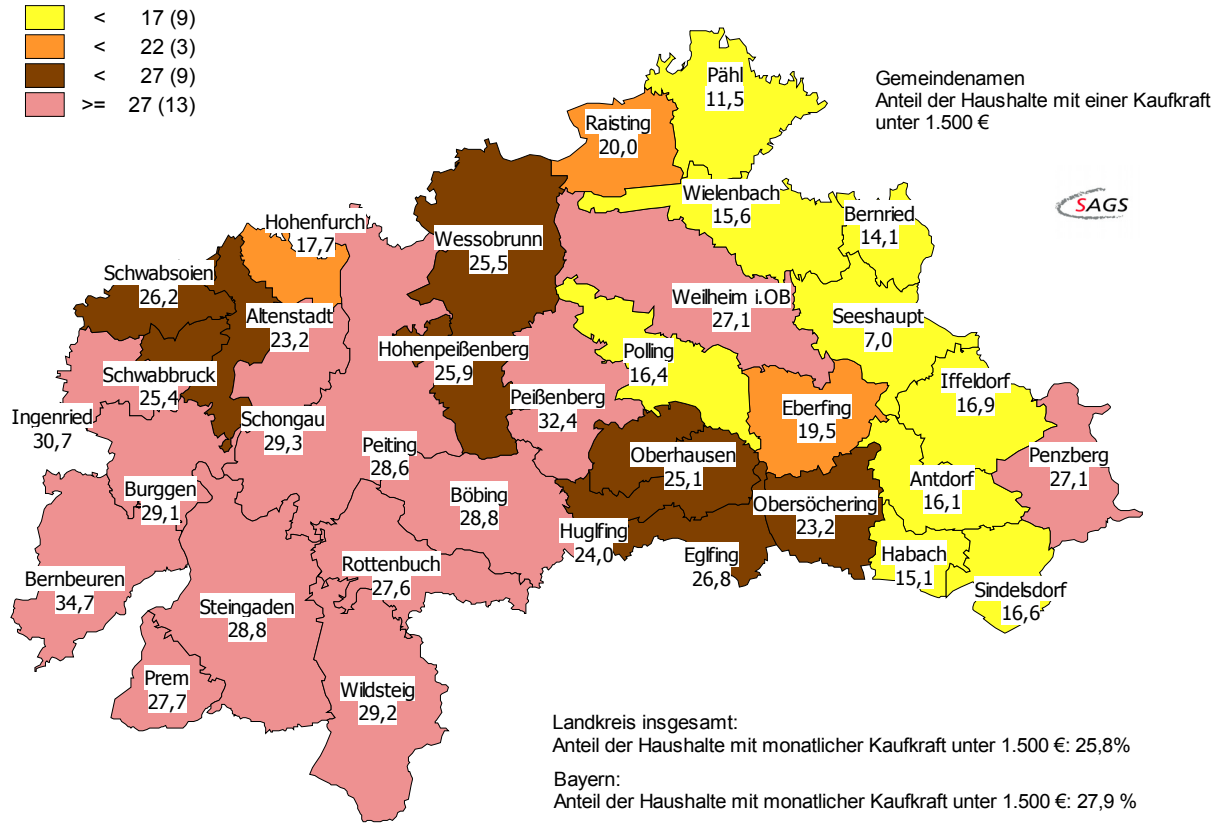 < 17 (9)
< 22 (3)
< 27 (9)
>= 27 (13)
Gemeindenamen
Anteil der Haushalte mit einer Kaufkraft
unter 1.500 €
SAGS
Pähl
11,5
Raisting
20,0
Wielenbach
15,6
Bernried
14,1
Hohenfurch
17,7
Wessobrunn
25,5
Schwabsoien
26,2
Altenstadt
23,2
Weilheim i.OB
27,1
Seeshaupt
7,0
Schwabbruck
25,4
Hohenpeißenberg
25,9
Polling
16,4
Iffeldorf
16,9
Ingenried
30,7
Schongau
29,3
Peißenberg
32,4
Eberfing
19,5
Peiting
28,6
Oberhausen
25,1
Penzberg
27,1
Burggen
29,1
Böbing
28,8
Obersöchering
23,2
Antdorf
16,1
Huglfing
24,0
Eglfing
26,8
Habach
15,1
Bernbeuren
34,7
Rottenbuch
27,6
Sindelsdorf
16,6
Steingaden
28,8
Prem
27,7
Wildsteig
29,2
Landkreis insgesamt:
Anteil der Haushalte mit monatlicher Kaufkraft unter 1.500 €: 25,8%
Bayern:
Anteil der Haushalte mit monatlicher Kaufkraft unter 1.500 €: 27,9 %